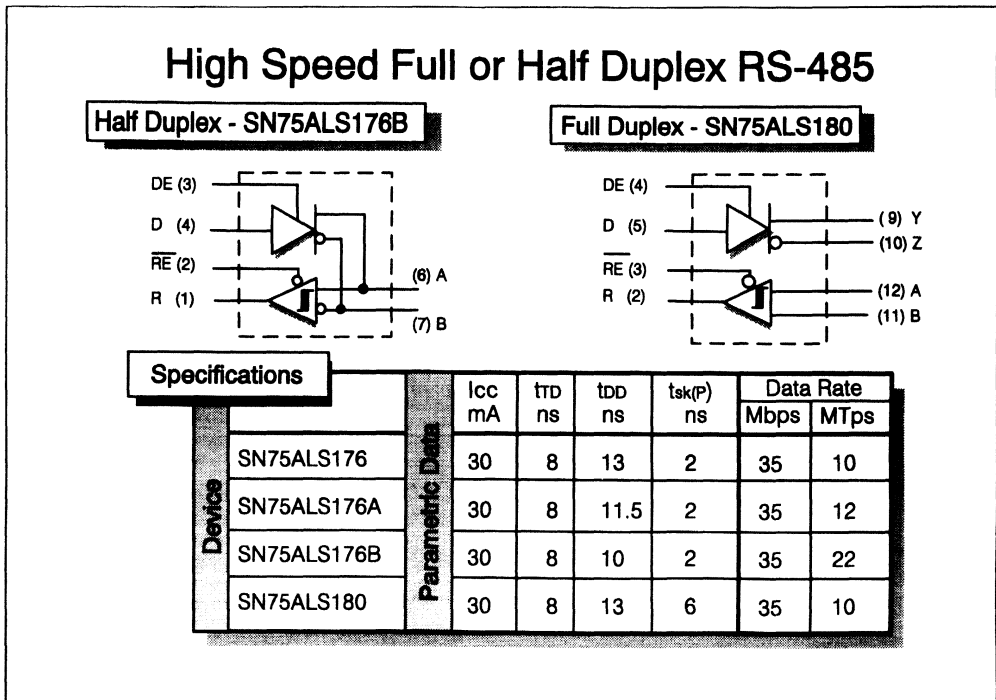 High Speed Full or Half Duplex RS-485
Half Duplex - SN75ALS176B
Full Duplex - SN75ALS180
DE (3)
D (4)
R̅E̅ (2)
R (1)
(6) A
(7) B
DE (4)
D (5)
R̅E̅ (3)
R (2)
(9) Y
(10) Z
(12) A
(11) B
Specifications
Device
Parametric Data
Icc mA
tTD ns
tDD ns
tsk(P) ns
Data Rate
Mbps MTps
SN75ALS176 30 8 13 2 35 10
SN75ALS176A 30 8 11.5 2 35 12
SN75ALS176B 30 8 10 2 35 22
SN75ALS180 30 8 13 6 35 10